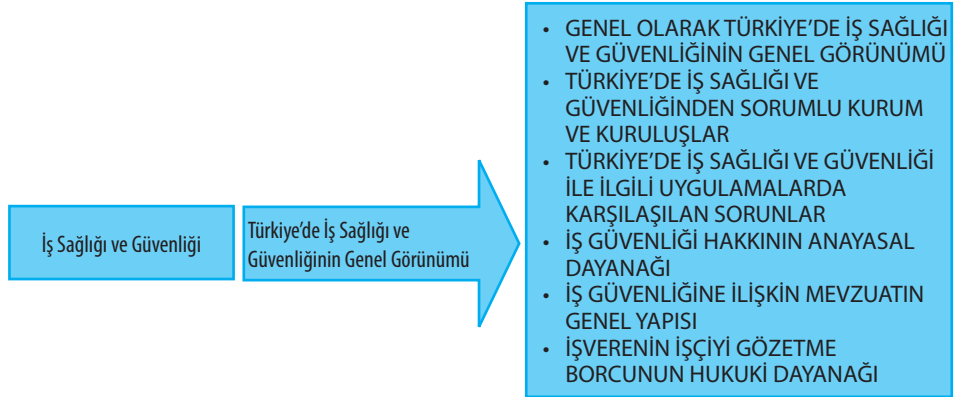 İş Sağlığı ve Güvenliği
Türkiye'de İş Sağlığı ve
Güvenliğinin Genel Görünümü
• GENEL OLARAK TÜRKİYE'DE İŞ SAĞLIĞI
VE GÜVENLİĞİNİN GENEL GÖRÜNÜMÜ
• TÜRKİYE'DE İŞ SAĞLIĞI VE
GÜVENLİĞİNDEN SORUMLU KURUM
VE KURULUŞLAR
• TÜRKİYE'DE İŞ SAĞLIĞI VE GÜVENLİĞİ
İLE İLGİLİ UYGULAMALARDA
KARŞILAŞILAN SORUNLAR
• İŞ GÜVENLİĞİ HAKKININ ANAYASAL
DAYANAĞI
• İŞ GÜVENLİĞİNE İLİŞKİN MEVZUATIN
GENEL YAPISI
• İŞVERENİN İŞÇİYİ GÖZETME
BORCUNUN HUKUKİ DAYANAĞI